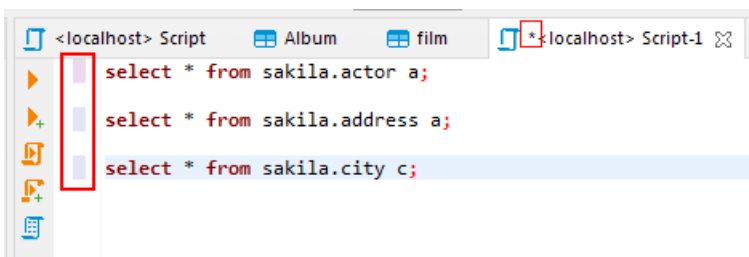 <localhost> Script Album film *<localhost> Script-1
select * from sakila.actor a;
select * from sakila.address a;
select * from sakila.city c;